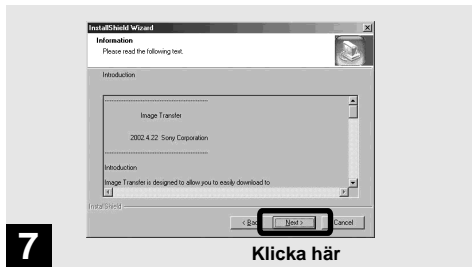 InstallShield Wizard
Information
Please read the following text.
Introduction
Image Transfer
2002.4.22 Sony Corporation
Introduction
Image Transfer is designed to allow you to easily download to
InstallShield
< Bac Next > Cancel
7
Klicka här